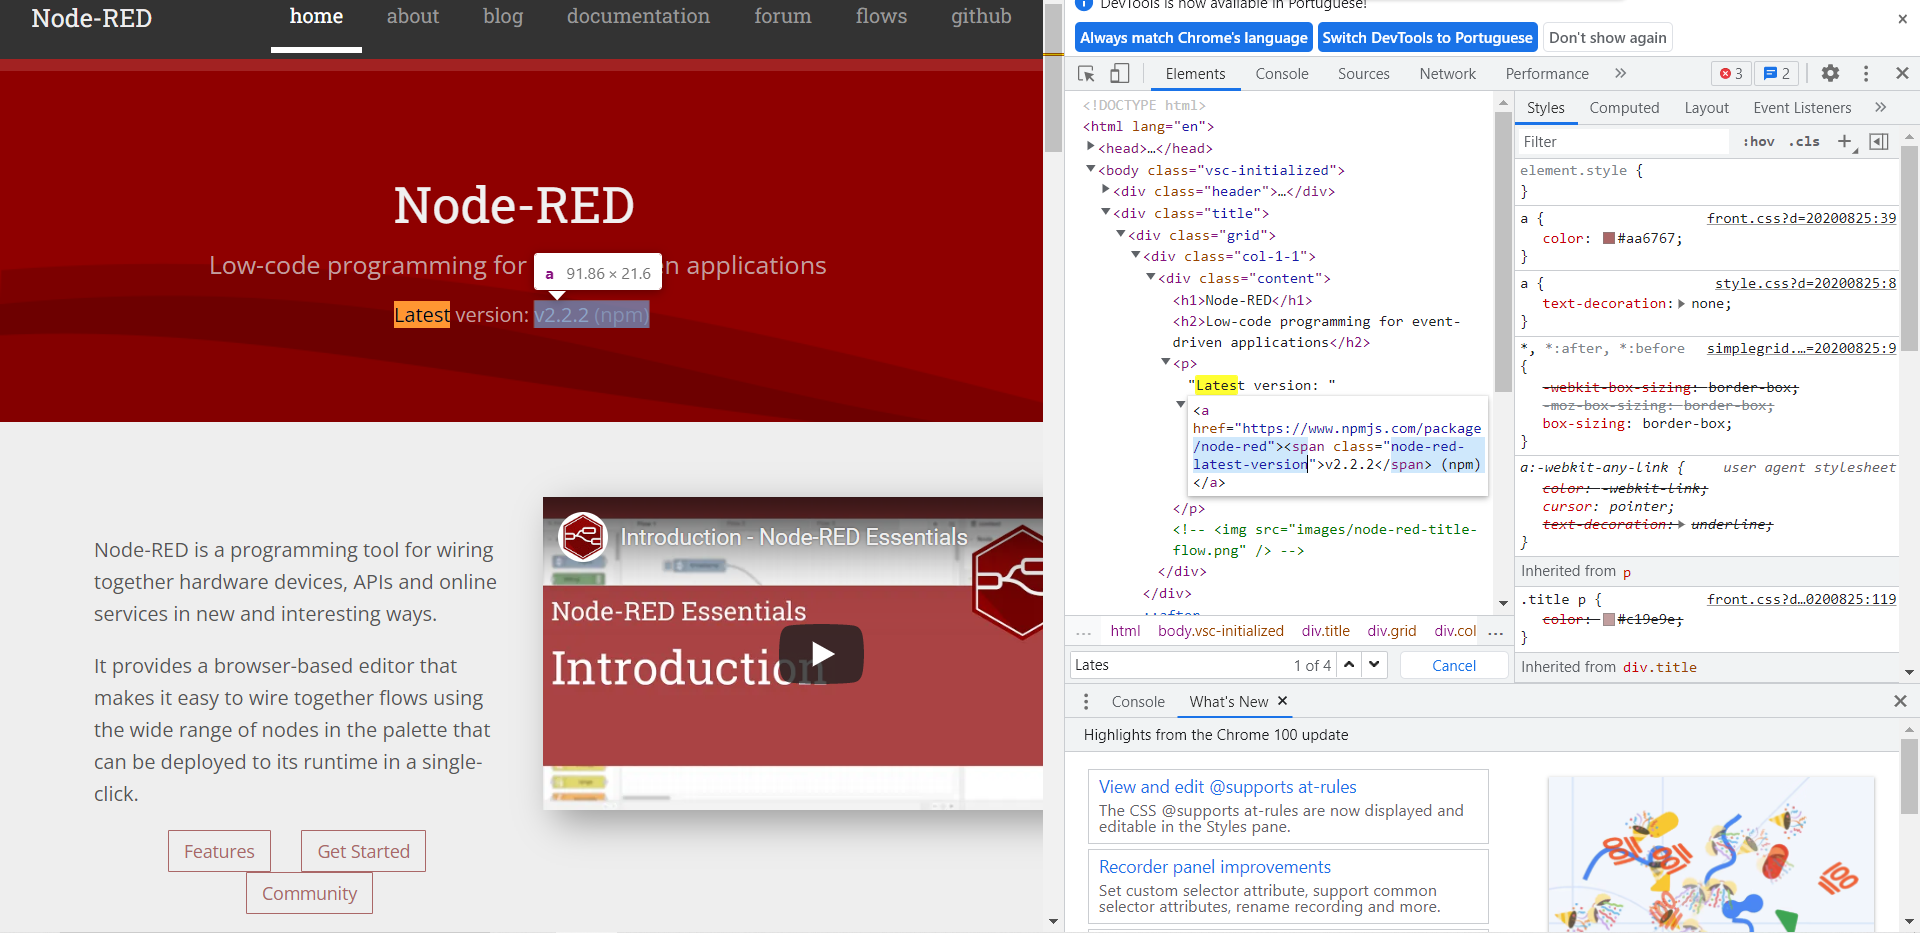 Node-RED
home about blog documentation forum flows github
Node-RED
Low-code programming for
n applications
a 91.86 × 21.6
Latest version: v2.2.2 (npm)
Node-RED is a programming tool for wiring
together hardware devices, APIs and online
services in new and interesting ways.
It provides a browser-based editor that
makes it easy to wire together flows using
the wide range of nodes in the palette that
can be deployed to its runtime in a single-
click.
Features Get Started
Community
Introduction - Node-RED Essentials
Node-RED Essentials
Introduction
DevTools is now available in Portuguese!
Always match Chrome's language Switch DevTools to Portuguese Don't show again
Elements Console Sources Network Performance » 3 2
<!DOCTYPE html>
<html lang="en">
<head>…</head>
<body class="vsc-initialized">
<div class="header">…</div>
<div class="title">
<div class="grid">
<div class="col-1-1">
<div class="content">
<h1>Node-RED</h1>
<h2>Low-code programming for event-
driven applications</h2>
<p>
"Latest version: "
<a
href="https://www.npmjs.com/package
/node-red"><span class="node-red-
latest-version">v2.2.2</span> (npm)
</a>
</p>
<!-- <img src="images/node-red-title-
flow.png" /> -->
</div>
</div>
::after
... html body.vsc-initialized div.title div.grid div.col ...
Lates 1 of 4 Cancel
Styles Computed Layout Event Listeners »
Filter :hov .cls +
element.style {
}
a { front.css?d=20200825:39
color: #aa6767;
}
a { style.css?d=20200825:8
text-decoration: none;
}
*, *:after, *:before simplegrid.…=20200825:9
{
-webkit-box-sizing: border-box;
-moz-box-sizing: border-box;
box-sizing: border-box;
}
a:-webkit-any-link { user agent stylesheet
color: -webkit-link;
cursor: pointer;
text-decoration: underline;
}
Inherited from p
.title p { front.css?d…0200825:119
color: #c19e9e;
}
Inherited from div.title
Console What's New
Highlights from the Chrome 100 update
View and edit @supports at-rules
The CSS @supports at-rules are now displayed and
editable in the Styles pane.
Recorder panel improvements
Set custom selector attribute, support common
selector attributes, rename recording and more.
100
100
100